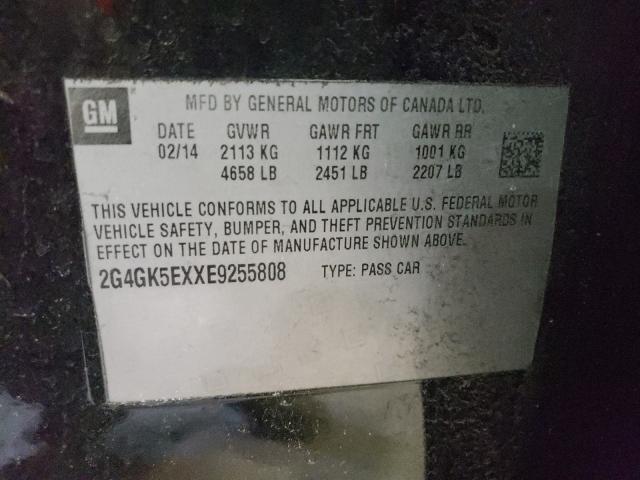 GM
MFD BY GENERAL MOTORS OF CANADA LTD.
DATE GVWR GAWR FRT GAWR RR
02/14 2113 KG 1112 KG 1001 KG
4658 LB 2451 LB 2207 LB
THIS VEHICLE CONFORMS TO ALL APPLICABLE U.S. FEDERAL MOTOR
VEHICLE SAFETY, BUMPER, AND THEFT PREVENTION STANDARDS IN
EFFECT ON THE DATE OF MANUFACTURE SHOWN ABOVE.
2G4GK5EXXE9255808 TYPE: PASS CAR